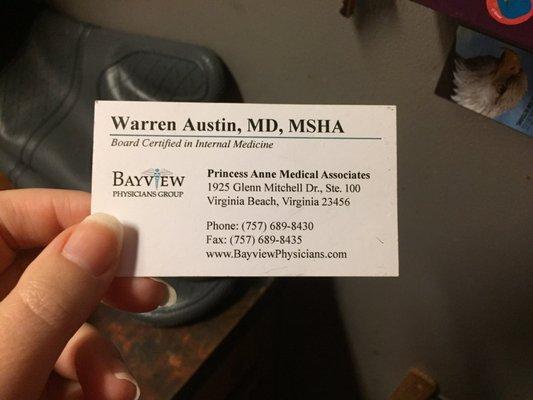 Warren Austin, MD, MSHA
Board Certified in Internal Medicine
BAYVIEW
PHYSICIANS GROUP
Princess Anne Medical Associates
1925 Glenn Mitchell Dr., Ste. 100
Virginia Beach, Virginia 23456
Phone: (757) 689-8430
Fax: (757) 689-8435
www.BayviewPhysicians.com